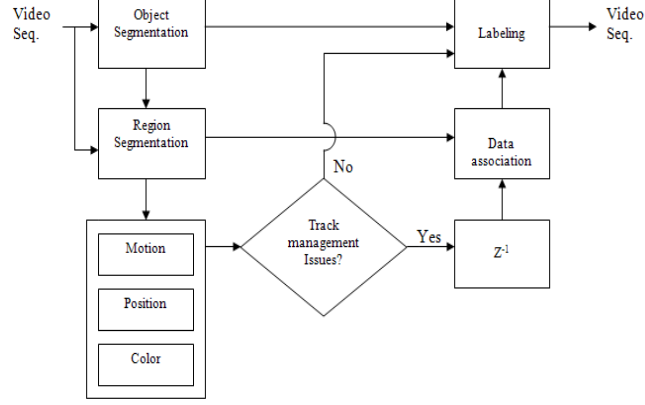 Video
Seq.
Object
Segmentation
Labeling
Video
Seq.
Region
Segmentation
Data
association
No
Track
management
Issues?
Yes
Z-1
Motion
Position
Color